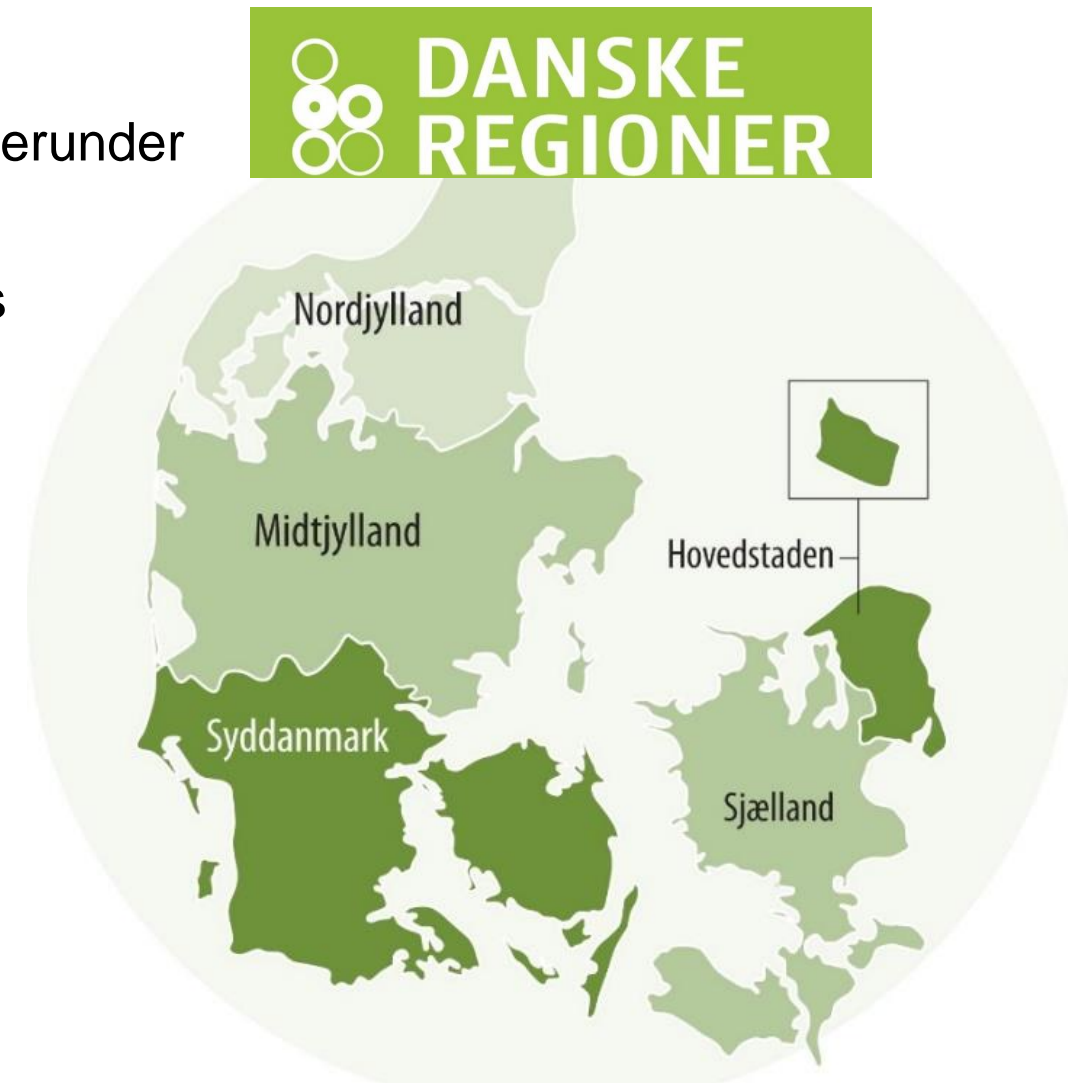 DANSKE
REGIONER
erunder
s
Nordjylland
Midtjylland
Hovedstaden
Syddanmark
Sjælland